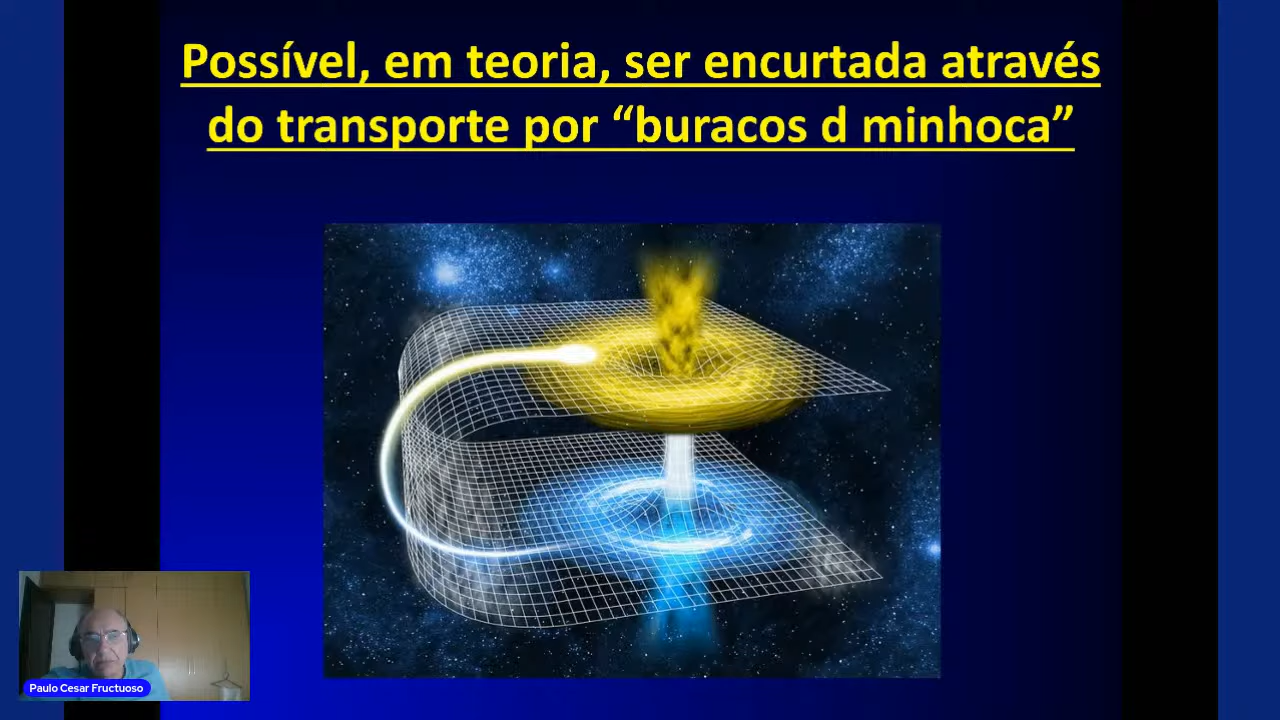 Possível, em teoria, ser encurtada através
do transporte por “buracos d minhoca”
Paulo Cesar Fructuoso